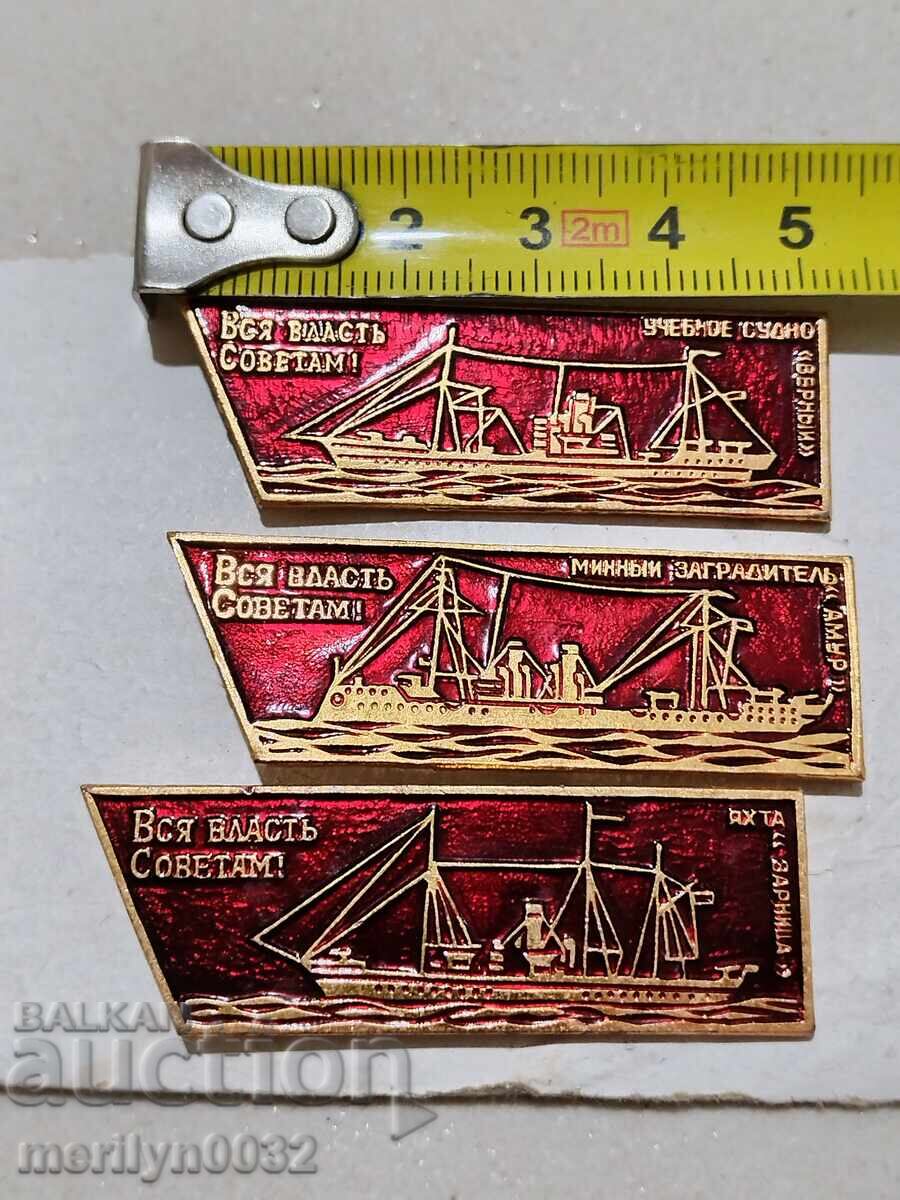 2 3 2m 4 5
Вся власть
Советам!
Учебное судно
«Верный»
Вся власть
Советам!
Минный заградитель
«Амур»
Вся власть
Советам!
Яхта «Зарница»
BALKAN
auction
merilyn0032